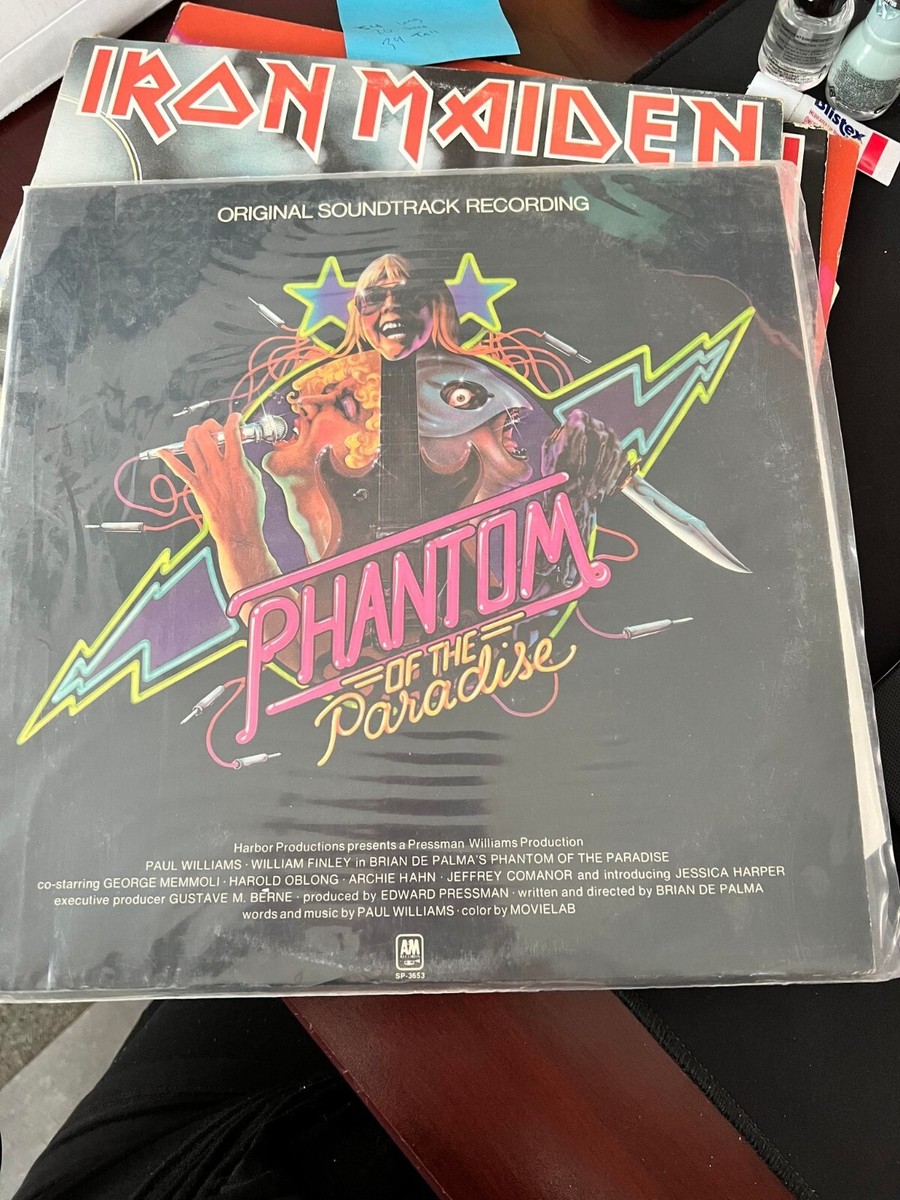 IRON MAIDEN
Blistex
ORIGINAL SOUNDTRACK RECORDING
PHANTOM
OF THE
Paradise
Harbor Productions presents a Pressman Williams Production
PAUL WILLIAMS · WILLIAM FINLEY in BRIAN DE PALMA'S PHANTOM OF THE PARADISE
co-starring GEORGE MEMMOLI · HAROLD OBLONG · ARCHIE HAHN · JEFFREY COMANOR and introducing JESSICA HARPER
executive producer GUSTAVE M. BERNE · produced by EDWARD PRESSMAN · written and directed by BRIAN DE PALMA
words and music by PAUL WILLIAMS · color by MOVIELAB
A&M
RECORDS
SP-3653